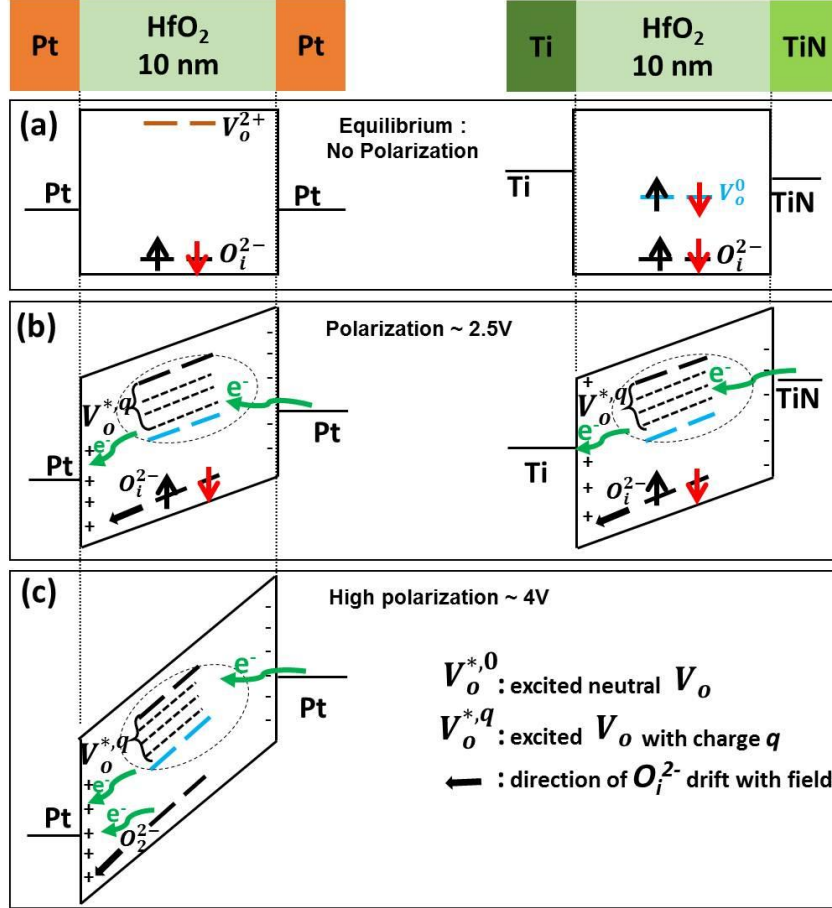 Pt HfO₂ 10 nm Pt
Ti HfO₂ 10 nm TiN
(a)
V_o^{2+}
Equilibrium :
No Polarization
Pt
Pt
O_i^{2-}
Ti
V_o^0
TiN
O_i^{2-}
(b)
Polarization ~ 2.5V
V_o^{*,q}
e-
e-
Pt
Pt
+ + + +
- - - - - - -
O_i^{2-}
V_o^{*,q}
e-
e-
TiN
Ti
+ + + + +
- - - - - -
O_i^{2-}
(c)
High polarization ~ 4V
e-
V_o^{*,q}
Pt
e-
e-
Pt
+ + + + +
- - - - - - -
O_2^{2-}
V_o^{*,0} : excited neutral V_o
V_o^{*,q} : excited V_o with charge q
: direction of O_i^{2-} drift with field